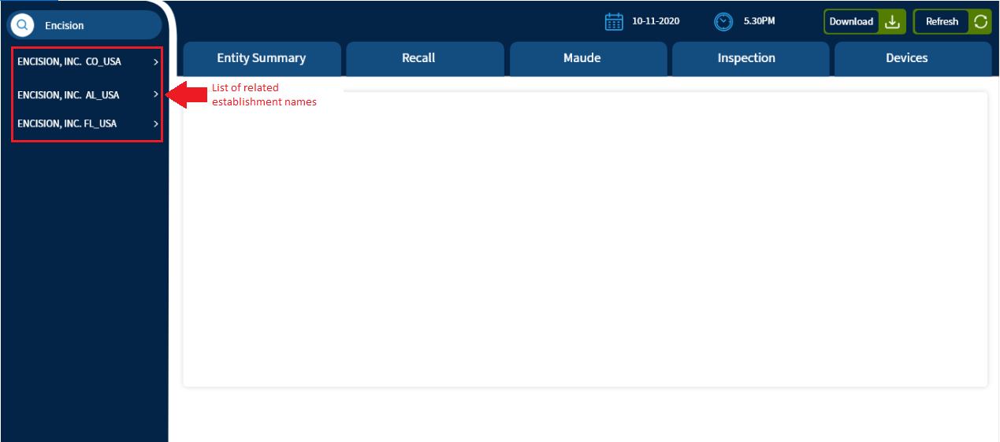 Encision
10-11-2020
5.30PM
Download
Refresh
Entity Summary
Recall
Maude
Inspection
Devices
ENCISION, INC. CO_USA
ENCISION, INC. AL_USA
ENCISION, INC. FL_USA
List of related
establishment names